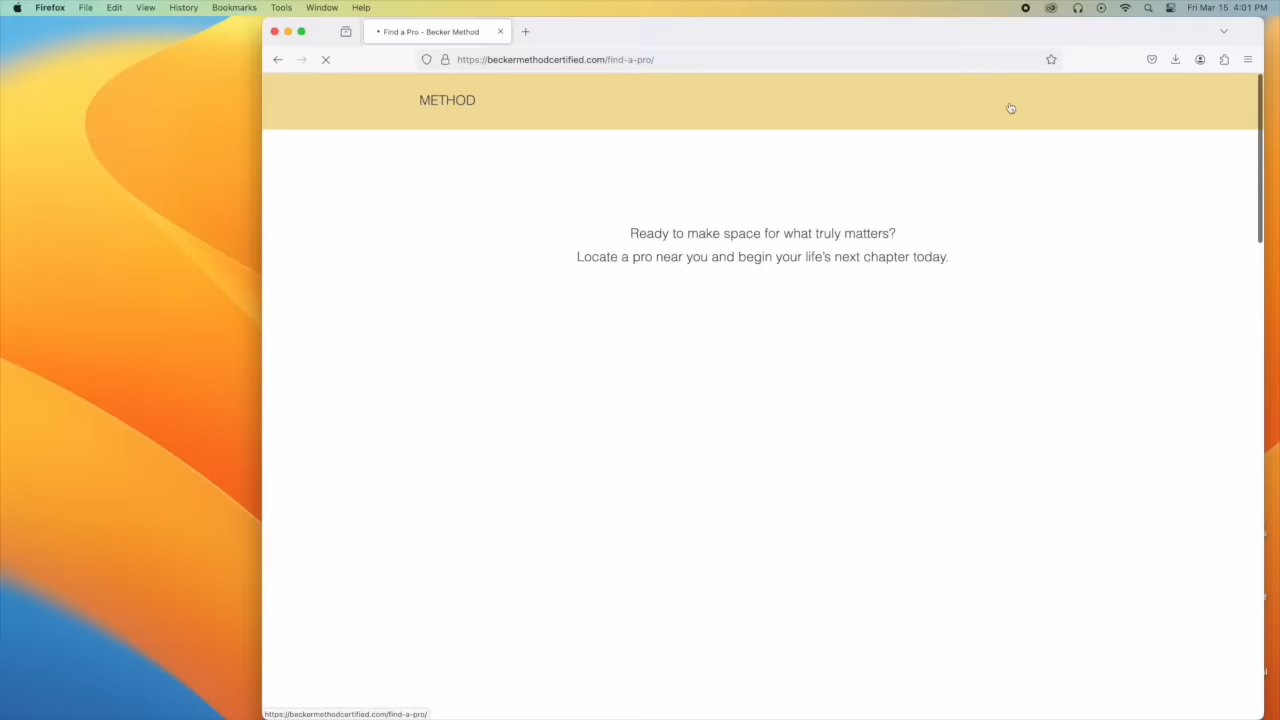 Firefox File Edit View History Bookmarks Tools Window Help Fri Mar 15 4:01 PM
Find a Pro - Becker Method
https://beckermethodcertified.com/find-a-pro/
METHOD
Ready to make space for what truly matters?
Locate a pro near you and begin your life's next chapter today.
https://beckermethodcertified.com/find-a-pro/